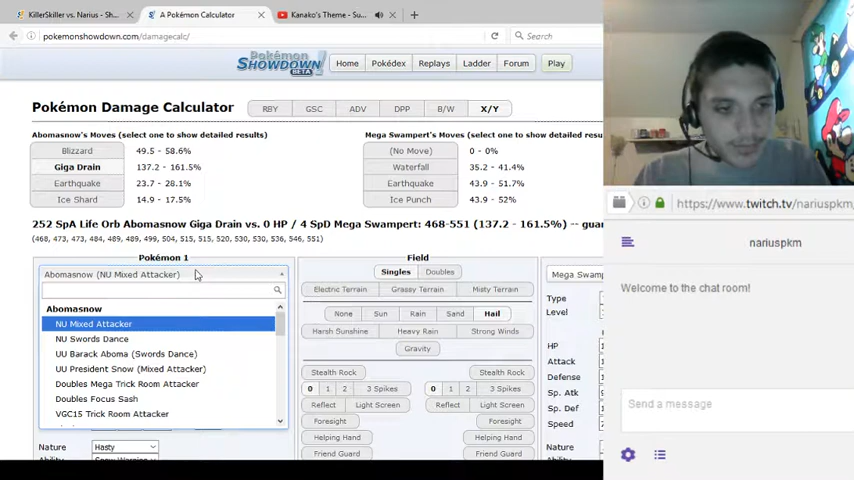 KillerSkiller vs. Narius - Sh...
A Pokémon Calculator
Kanako's Theme - Su...
pokemonshowdown.com/damagecalc/
Search
Pokémon
SHOWDOWN!
BETA
Home
Pokédex
Replays
Ladder
Forum
Play
Pokémon Damage Calculator
RBY
GSC
ADV
DPP
B/W
X/Y
Abomasnow's Moves (select one to show detailed results)
Blizzard 49.5 - 58.6%
Giga Drain 137.2 - 161.5%
Earthquake 23.7 - 28.1%
Ice Shard 14.9 - 17.5%
Mega Swampert's Moves (select one to show detailed resu
(No Move) 0 - 0%
Waterfall 35.2 - 41.4%
Earthquake 43.9 - 51.7%
Ice Punch 43.9 - 52%
252 SpA Life Orb Abomasnow Giga Drain vs. 0 HP / 4 SpD Mega Swampert: 468-551 (137.2 - 161.5%) -- guar
(468, 473, 473, 484, 489, 489, 499, 504, 515, 515, 520, 530, 530, 536, 546, 551)
Pokémon 1
Abomasnow (NU Mixed Attacker)
Abomasnow
NU Mixed Attacker
NU Swords Dance
UU Barack Aboma (Swords Dance)
UU President Snow (Mixed Attacker)
Doubles Mega Trick Room Attacker
Doubles Focus Sash
VGC15 Trick Room Attacker
Nature Hasty
Field
Singles
Doubles
Electric Terrain
Grassy Terrain
Misty Terrain
None
Sun
Rain
Sand
Hail
Harsh Sunshine
Heavy Rain
Strong Winds
Gravity
Stealth Rock
Stealth Rock
0 1 2 3 Spikes
0 1 2 3 Spikes
Reflect
Light Screen
Reflect
Light Screen
Foresight
Foresight
Helping Hand
Helping Hand
Friend Guard
Friend Guard
Mega Swamp
Type
Level
HP
Attack
Defense
Sp. Atk
Sp. Def
Speed
Nature
https://www.twitch.tv/nariuspkm
nariuspkm
Welcome to the chat room!
Send a message